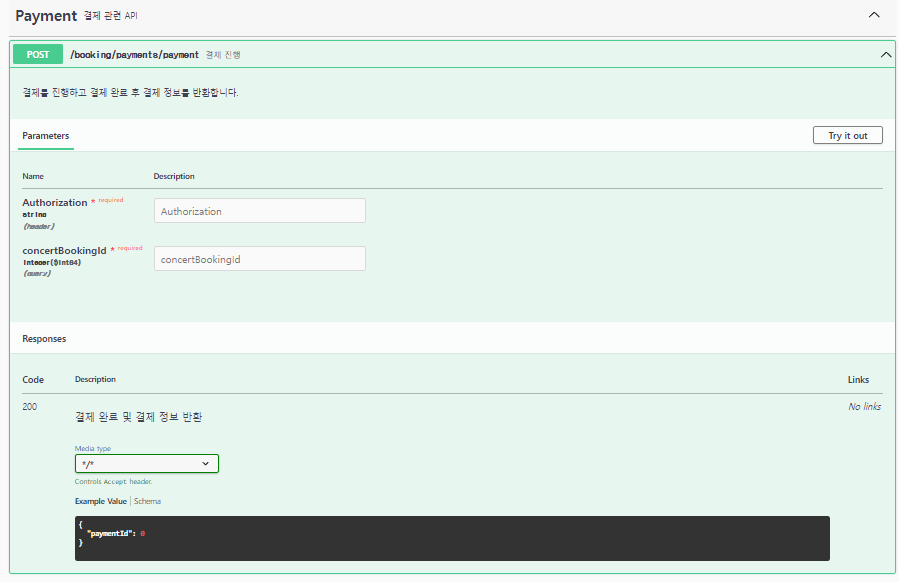 Payment 결제 관련 API
POST /booking/payments/payment 결제 진행
결제를 진행하고 결제 완료 후 결제 정보를 반환합니다.
Parameters Try it out
Name Description
Authorization * required Authorization
string
(header)
concertBookingId * required concertBookingId
integer($int64)
(query)
Responses
Code Description Links
200 결제 완료 및 결제 정보 반환 No links
Media type
*/*
Controls Accept header.
Example Value | Schema
{
"paymentId": 0
}